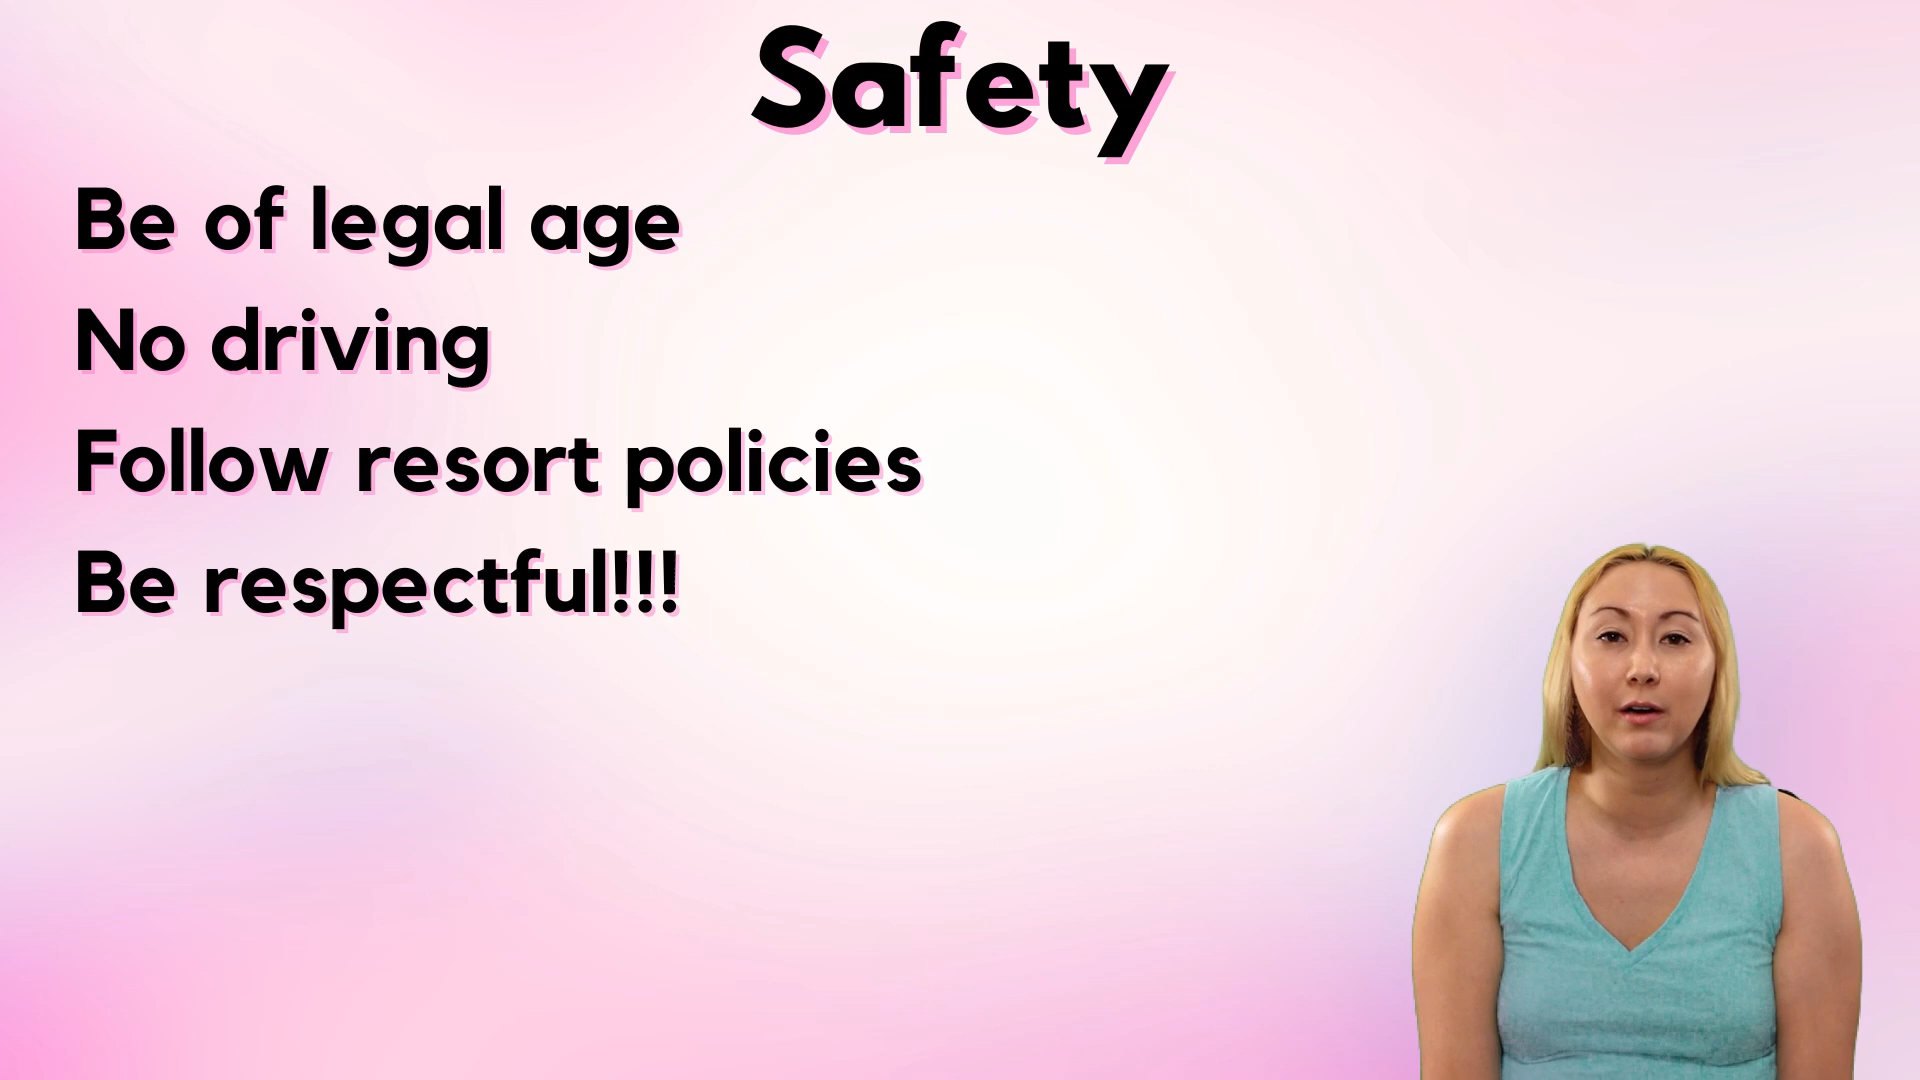 Safety
Be of legal age
No driving
Follow resort policies
Be respectful!!!